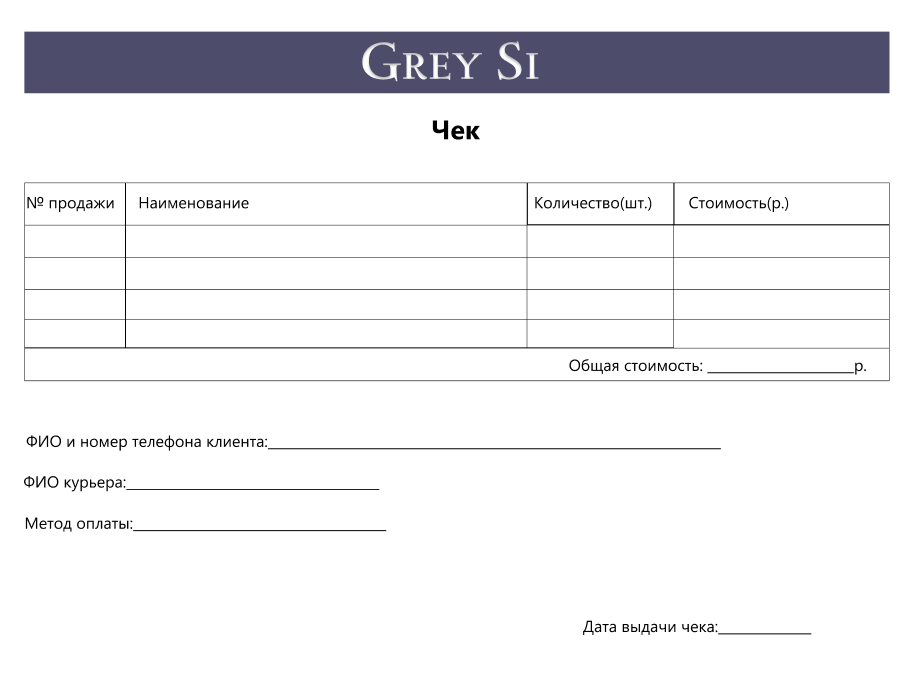 GREY SI
Чек
№ продажи Наименование Количество(шт.) Стоимость(р.)
Общая стоимость: ____________________р.
ФИО и номер телефона клиента:______________________________________________________________
ФИО курьера:___________________________________
Метод оплаты:___________________________________
Дата выдачи чека:_____________